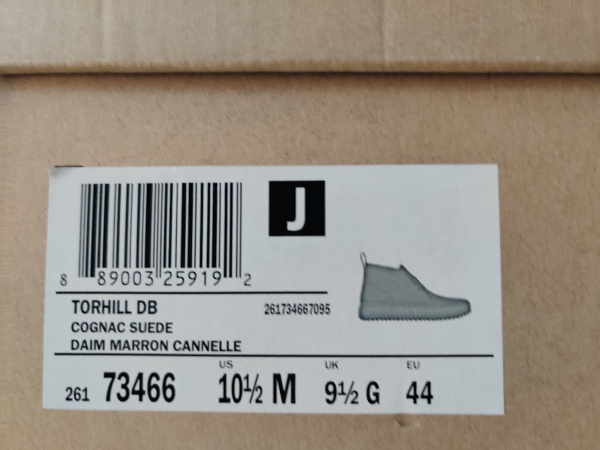 J
8 89003 25919 2
TORHILL DB 261734667095
COGNAC SUEDE
DAIM MARRON CANNELLE
US UK EU
261 73466 10½ M 9½ G 44